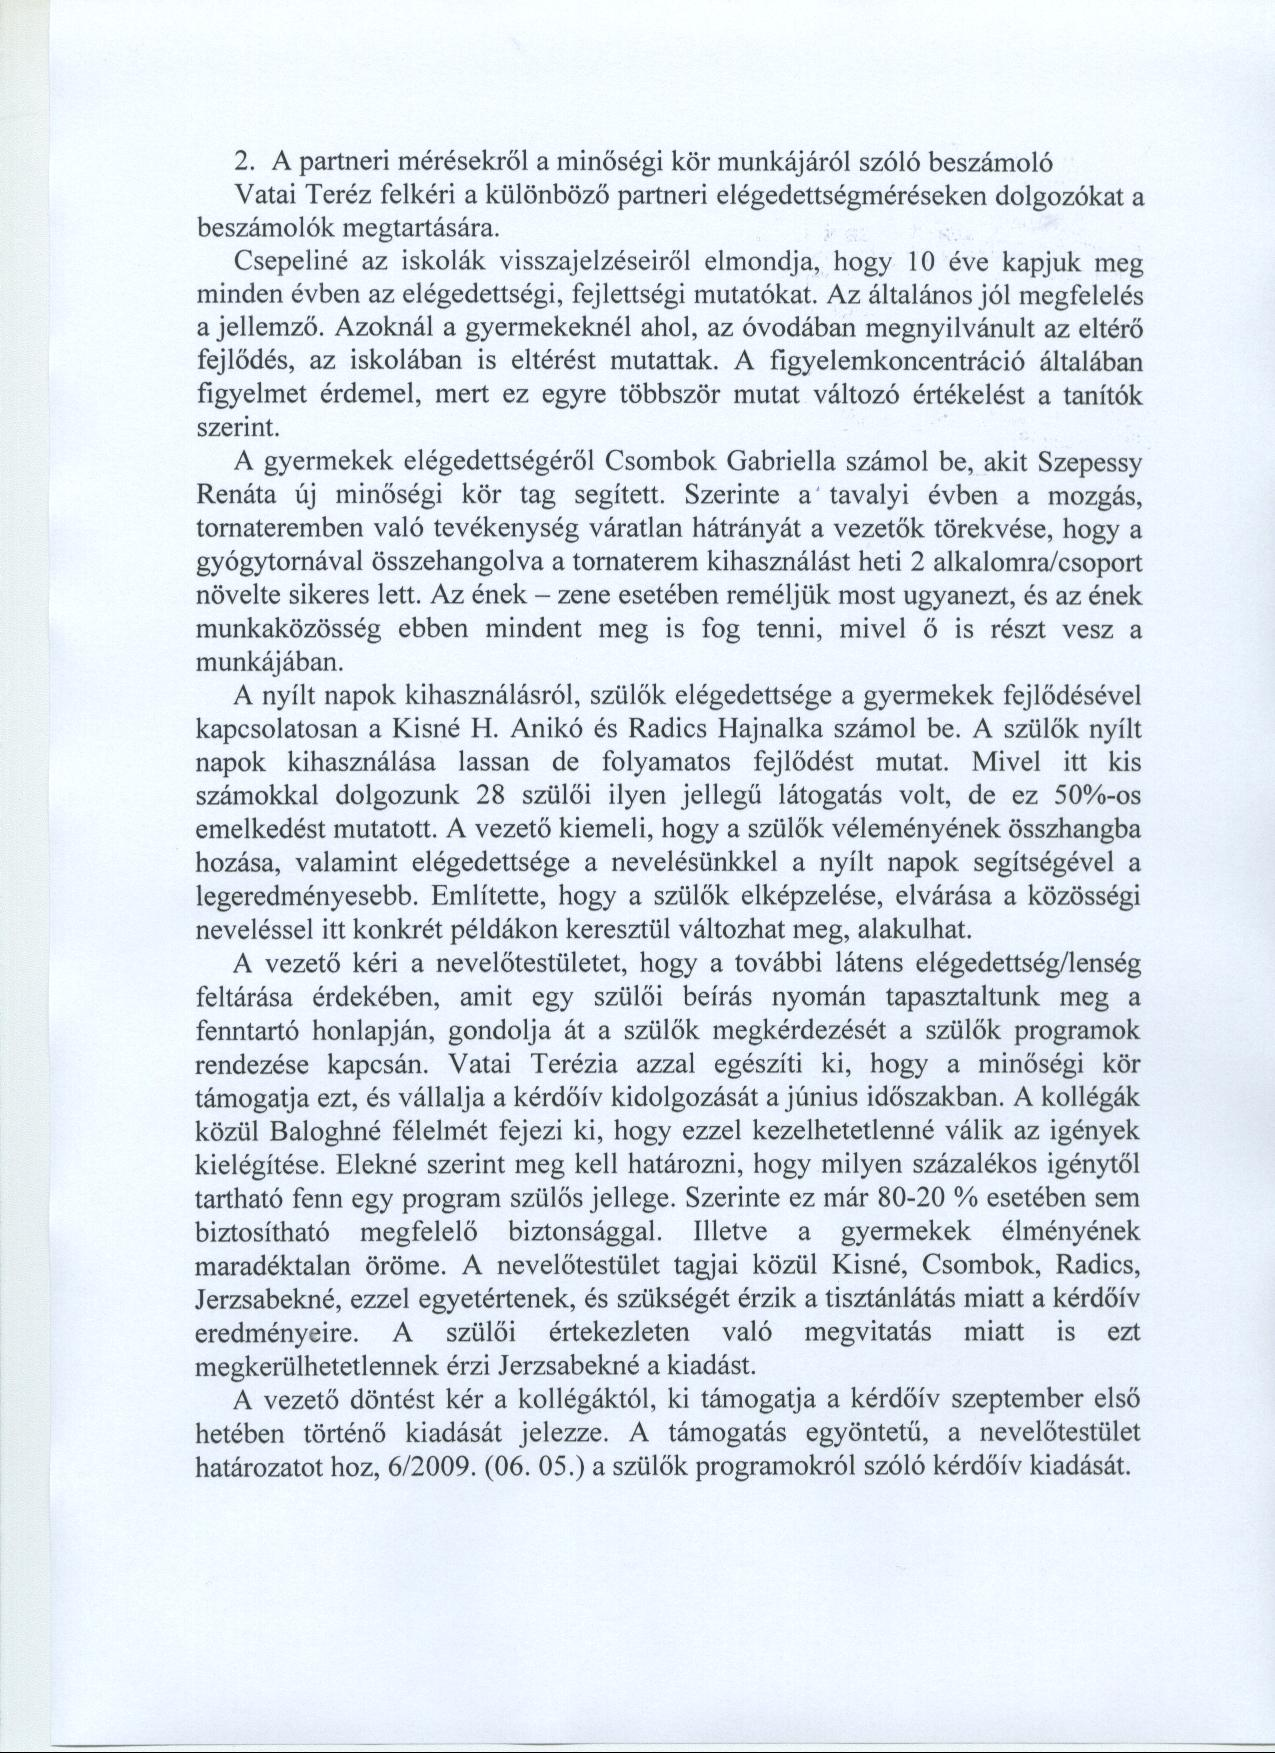 2. A partneri mérésekről a minőségi kör munkájáról szóló beszámoló
Vatai Teréz felkéri a különböző partneri elégedettségméréseken dolgozókat a
beszámolók megtartására.
Csepeliné az iskolák visszajelzéseiről elmondja, hogy 10 éve kapjuk meg
minden évben az elégedettségi, fejlettségi mutatókat. Az általános jól megfelelés
a jellemző. Azoknál a gyermekeknél ahol, az óvodában megnyilvánult az eltérő
fejlődés, az iskolában is eltérést mutattak. A figyelemkoncentráció általában
figyelmet érdemel, mert ez egyre többször mutat változó értékelést a tanítók
szerint.
A gyermekek elégedettségéről Csombok Gabriella számol be, akit Szepessy
Renáta új minőségi kör tag segített. Szerinte a tavalyi évben a mozgás,
tornateremben való tevékenység váratlan hátrányát a vezetők törekvése, hogy a
gyógytornával összehangolva a tornaterem kihasználást heti 2 alkalomra/csoport
növelte sikeres lett. Az ének – zene esetében reméljük most ugyanezt, és az ének
munkaközösség ebben mindent meg is fog tenni, mivel ő is részt vesz a
munkájában.
A nyílt napok kihasználásról, szülők elégedettsége a gyermekek fejlődésével
kapcsolatosan a Kisné H. Anikó és Radics Hajnalka számol be. A szülők nyílt
napok kihasználása lassan de folyamatos fejlődést mutat. Mivel itt kis
számokkal dolgozunk 28 szülői ilyen jellegű látogatás volt, de ez 50%-os
emelkedést mutatott. A vezető kiemeli, hogy a szülők véleményének összhangba
hozása, valamint elégedettsége a nevelésünkkel a nyílt napok segítségével a
legeredményesebb. Említette, hogy a szülők elképzelése, elvárása a közösségi
neveléssel itt konkrét példákon keresztül változhat meg, alakulhat.
A vezető kéri a nevelőtestületet, hogy a további látens elégedettség/lenség
feltárása érdekében, amit egy szülői beírás nyomán tapasztaltunk meg a
fenntartó honlapján, gondolja át a szülők megkérdezését a szülők programok
rendezése kapcsán. Vatai Terézia azzal egészíti ki, hogy a minőségi kör
támogatja ezt, és vállalja a kérdőív kidolgozását a június időszakban. A kollégák
közül Baloghné félelmét fejezi ki, hogy ezzel kezelhetetlenné válik az igények
kielégítése. Elekné szerint meg kell határozni, hogy milyen százalékos igénytől
tartható fenn egy program szülős jellege. Szerinte ez már 80-20 % esetében sem
biztosítható megfelelő biztonsággal. Illetve a gyermekek élményének
maradéktalan öröme. A nevelőtestület tagjai közül Kisné, Csombok, Radics,
Jerzsabekné, ezzel egyetértenek, és szükségét érzik a tisztánlátás miatt a kérdőív
eredményeire. A szülői értekezleten való megvitatás miatt is ezt
megkerülhetetlennek érzi Jerzsabekné a kiadást.
A vezető döntést kér a kollégáktól, ki támogatja a kérdőív szeptember első
hetében történő kiadását jelezze. A támogatás egyöntetű, a nevelőtestület
határozatot hoz, 6/2009. (06. 05.) a szülők programokról szóló kérdőív kiadását.